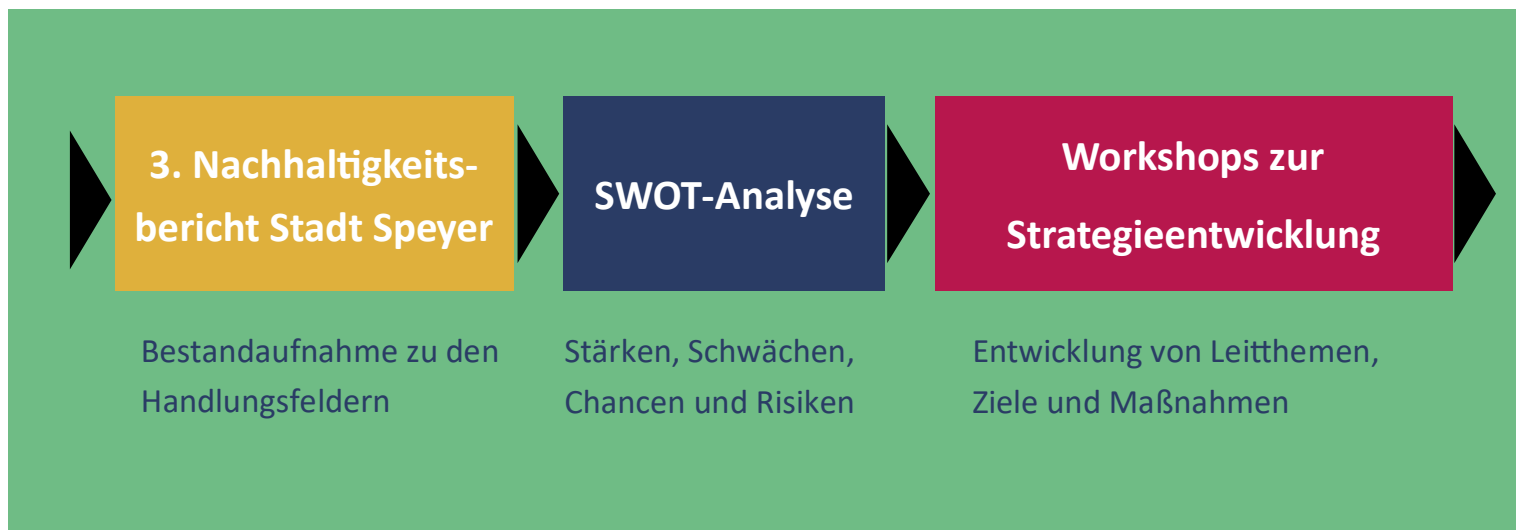 3. Nachhaltigkeits-
bericht Stadt Speyer
SWOT-Analyse
Workshops zur
Strategieentwicklung
Bestandaufnahme zu den
Handlungsfeldern
Stärken, Schwächen,
Chancen und Risiken
Entwicklung von Leitthemen,
Ziele und Maßnahmen